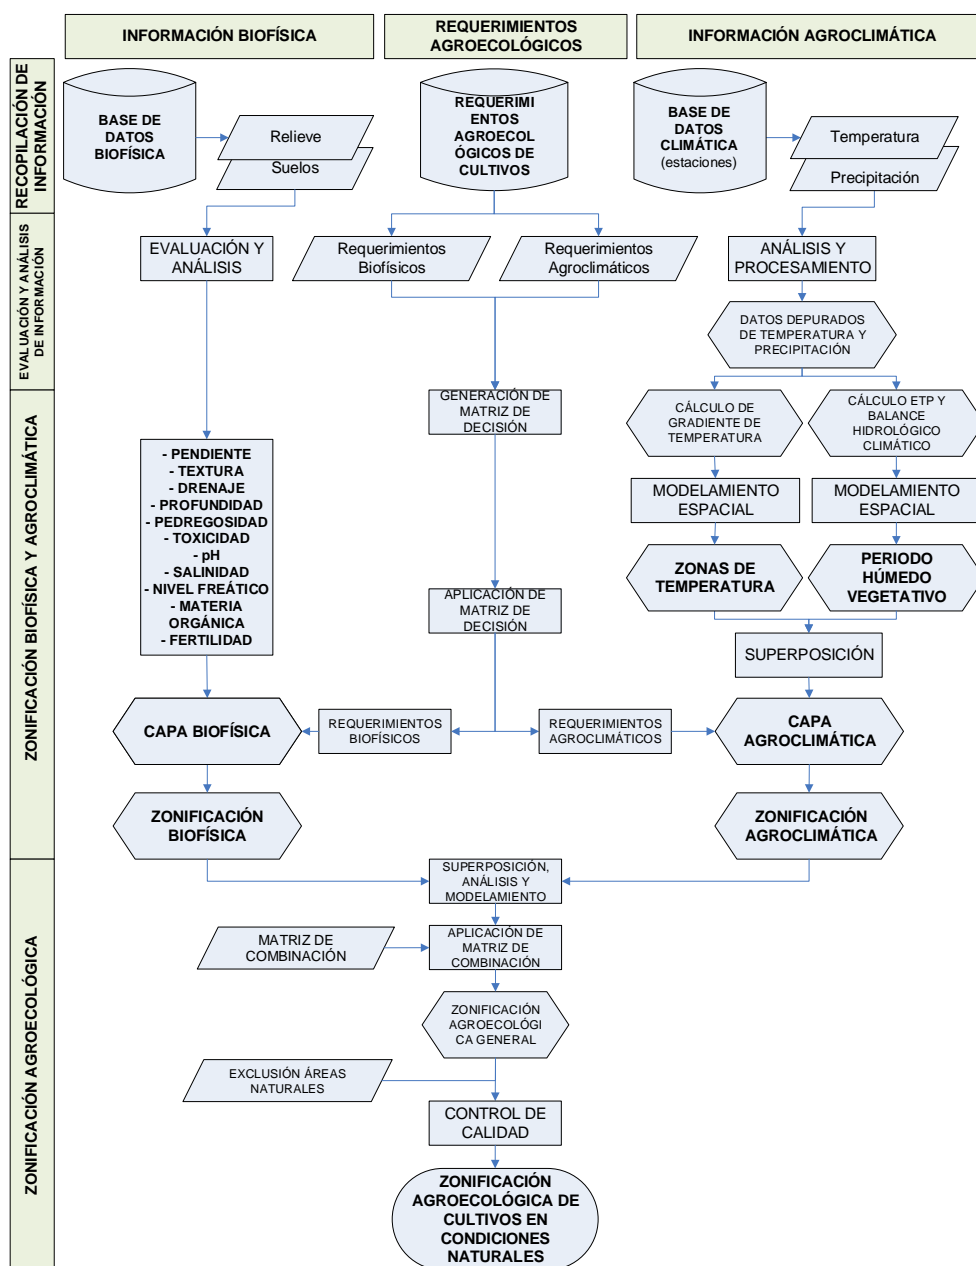 INFORMACIÓN BIOFÍSICA
REQUERIMIENTOS
AGROECOLÓGICOS
INFORMACIÓN AGROCLIMÁTICA
RECOPILACIÓN DE
INFORMACIÓN
BASE DE
DATOS
BIOFÍSICA
Relieve
Suelos
REQUERIMI
ENTOS
AGROECOL
ÓGICOS DE
CULTIVOS
BASE DE
DATOS
CLIMÁTICA
(estaciones)
Temperatura
Precipitación
EVALUACIÓN Y ANÁLISIS
DE INFORMACIÓN
EVALUACIÓN Y
ANÁLISIS
Requerimientos
Biofísicos
Requerimientos
Agroclimáticos
ANÁLISIS Y
PROCESAMIENTO
DATOS DEPURADOS
DE TEMPERATURA Y
PRECIPITACIÓN
ZONIFICACIÓN BIOFÍSICA Y AGROCLIMÁTICA
GENERACIÓN DE
MATRIZ DE
DECISIÓN
CÁLCULO DE
GRADIENTE DE
TEMPERATURA
CÁLCULO ETP Y
BALANCE
HIDROLÓGICO
CLIMÁTICO
- PENDIENTE
- TEXTURA
- DRENAJE
- PROFUNDIDAD
- PEDREGOSIDAD
- TOXICIDAD
- pH
- SALINIDAD
- NIVEL FREÁTICO
- MATERIA
ORGÁNICA
- FERTILIDAD
MODELAMIENTO
ESPACIAL
MODELAMIENTO
ESPACIAL
ZONAS DE
TEMPERATURA
PERIODO
HÚMEDO
VEGETATIVO
APLICACIÓN DE
MATRIZ DE
DECISIÓN
SUPERPOSICIÓN
CAPA BIOFÍSICA
REQUERIMIENTOS
BIOFÍSICOS
REQUERIMIENTOS
AGROCLIMÁTICOS
CAPA
AGROCLIMÁTICA
ZONIFICACIÓN
BIOFÍSICA
ZONIFICACIÓN
AGROCLIMÁTICA
ZONIFICACIÓN AGROECOLÓGICA
SUPERPOSICIÓN,
ANÁLISIS Y
MODELAMIENTO
MATRIZ DE
COMBINACIÓN
APLICACIÓN DE
MATRIZ DE
COMBINACIÓN
ZONIFICACIÓN
AGROECOLÓGI
CA GENERAL
EXCLUSIÓN ÁREAS
NATURALES
CONTROL DE
CALIDAD
ZONIFICACIÓN
AGROECOLÓGICA DE
CULTIVOS EN
CONDICIONES
NATURALES